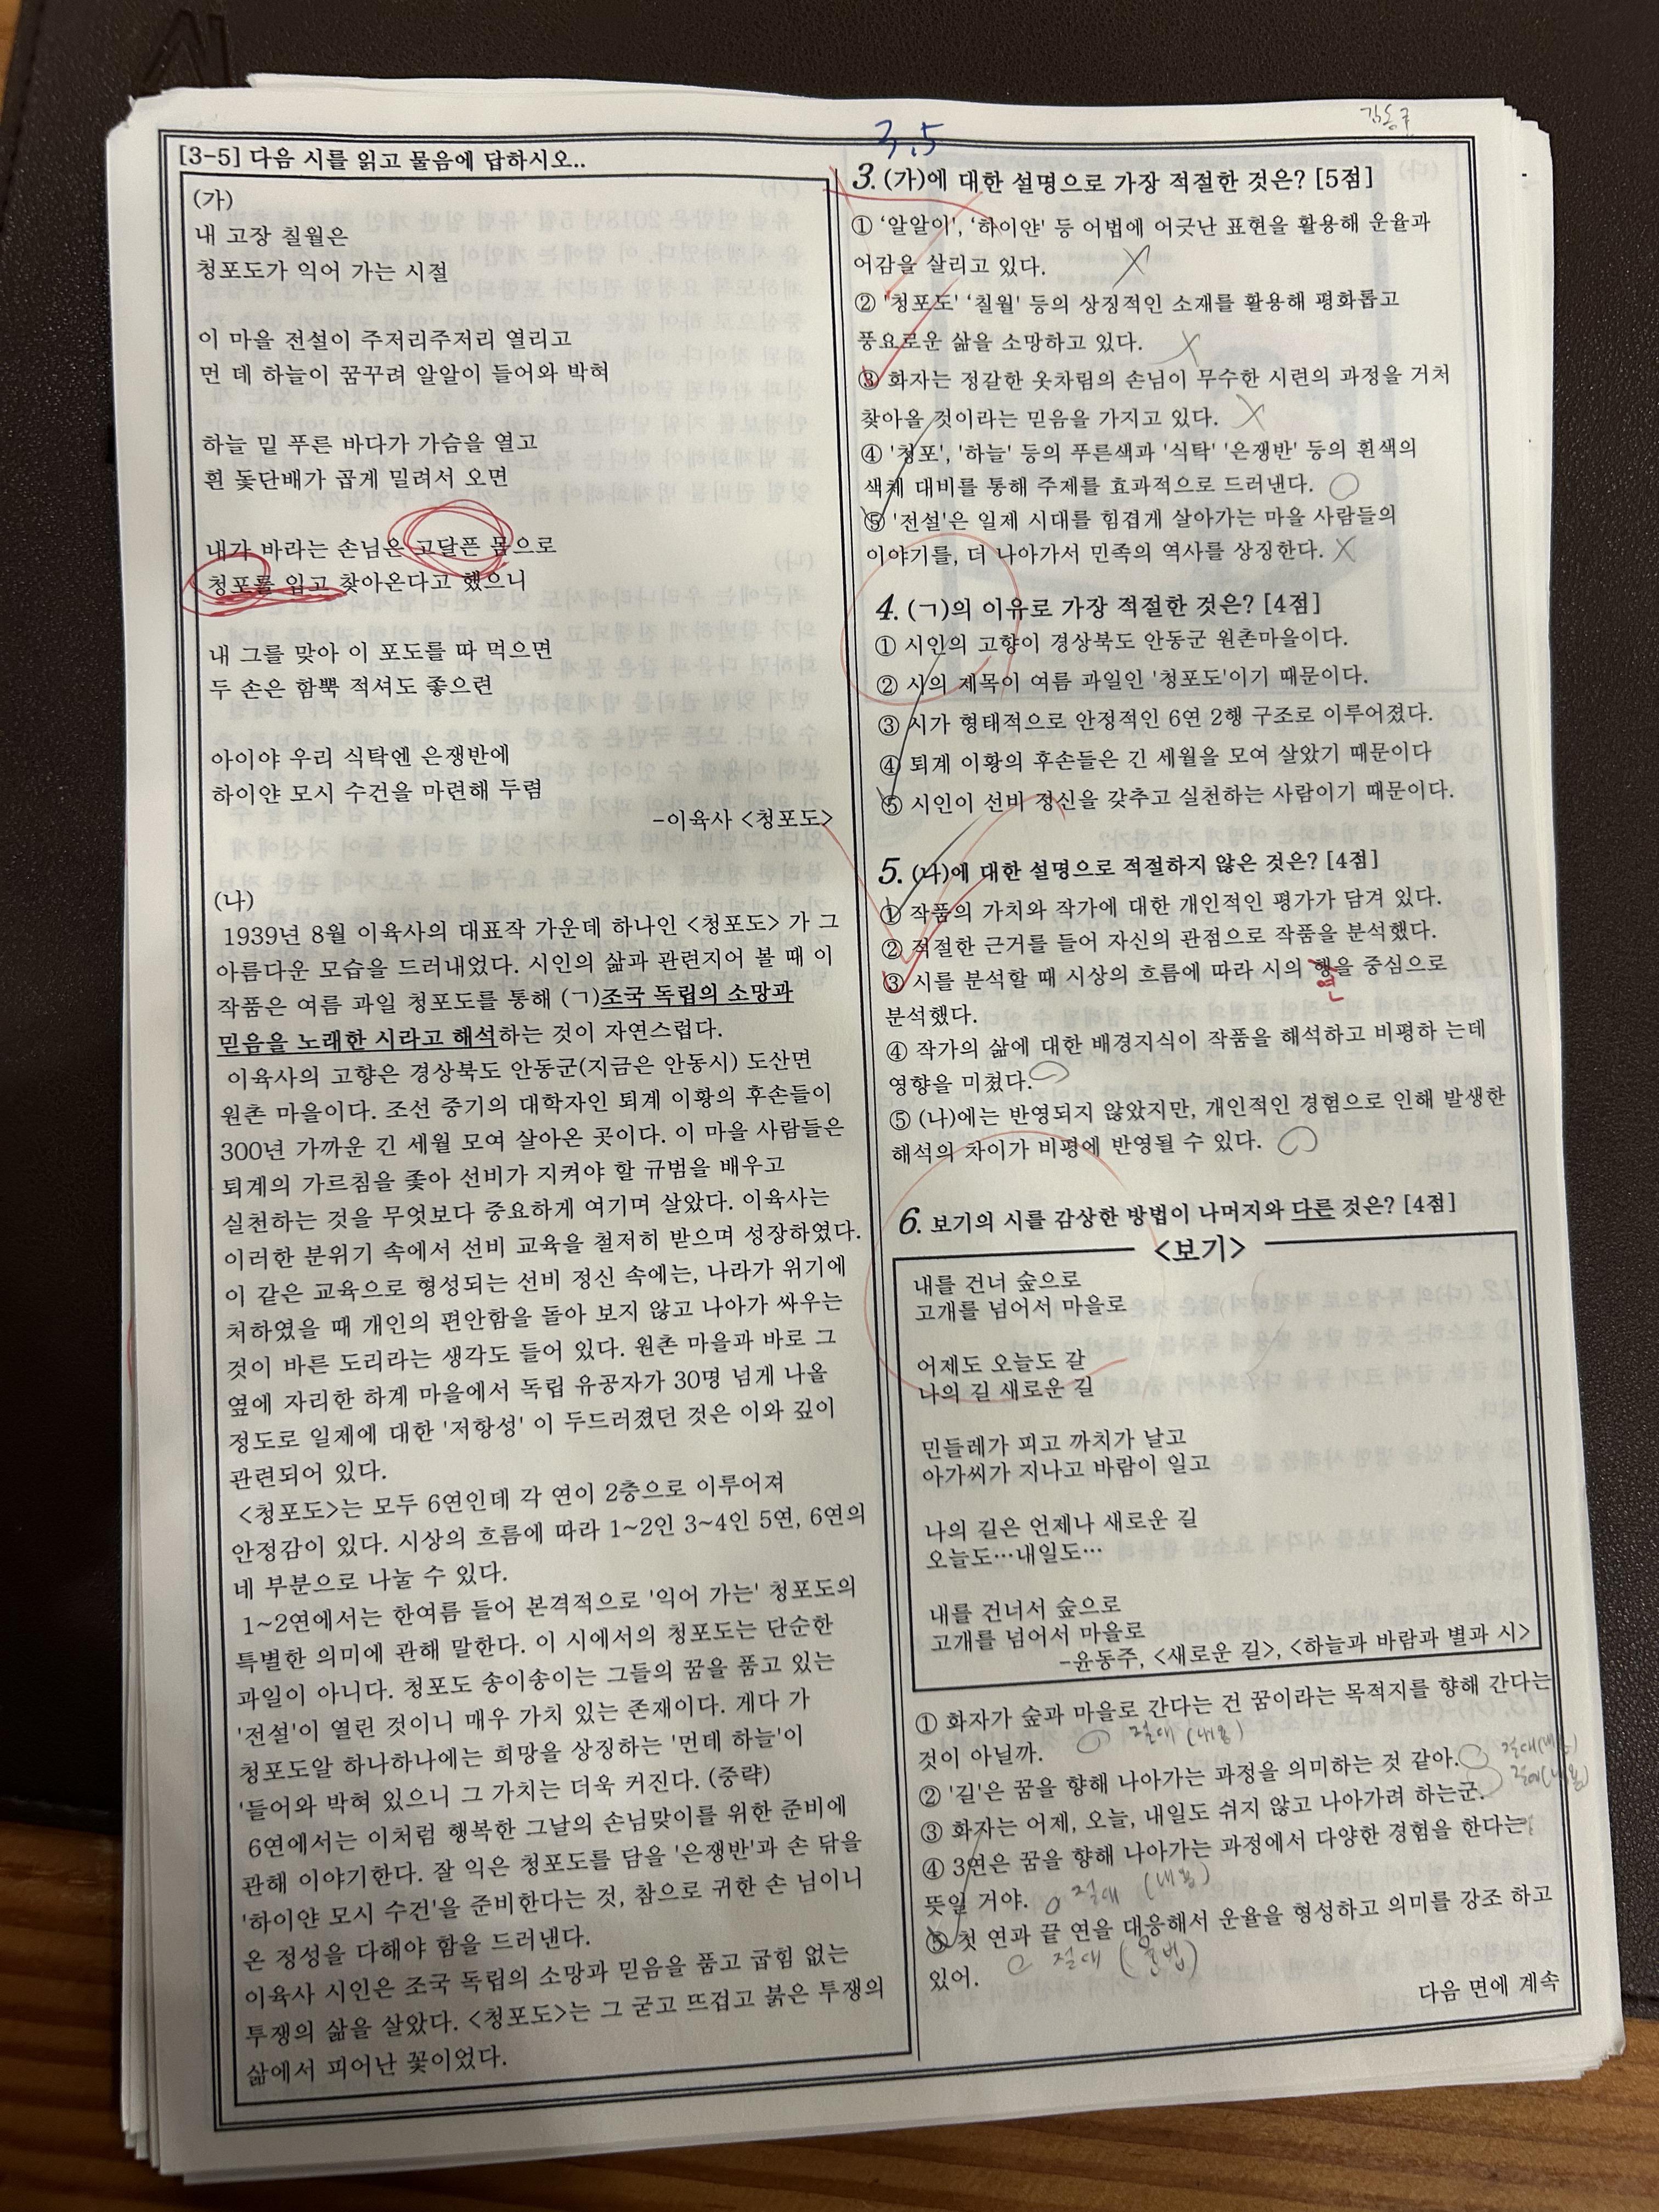 김동규
3.5
[3-5] 다음 시를 읽고 물음에 답하시오..
(가)
내 고장 칠월은
청포도가 익어 가는 시절
이 마을 전설이 주저리주저리 열리고
먼 데 하늘이 꿈꾸려 알알이 들어와 박혀
하늘 밑 푸른 바다가 가슴을 열고
흰 돛단배가 곱게 밀려서 오면
내가 바라는 손님은 고달픈 몸으로
청포를 입고 찾아온다고 했으니
내 그를 맞아 이 포도를 따 먹으면
두 손은 함뿍 적셔도 좋으련
아이야 우리 식탁엔 은쟁반에
하이얀 모시 수건을 마련해 두렴
-이육사 <청포도>
(나)
1939년 8월 이육사의 대표작 가운데 하나인 <청포도> 가 그
아름다운 모습을 드러내었다. 시인의 삶과 관련지어 볼 때 이
작품은 여름 과일 청포도를 통해 (ㄱ)조국 독립의 소망과
믿음을 노래한 시라고 해석하는 것이 자연스럽다.
이육사의 고향은 경상북도 안동군(지금은 안동시) 도산면
원촌 마을이다. 조선 중기의 대학자인 퇴계 이황의 후손들이
300년 가까운 긴 세월 모여 살아온 곳이다. 이 마을 사람들은
퇴계의 가르침을 좇아 선비가 지켜야 할 규범을 배우고
실천하는 것을 무엇보다 중요하게 여기며 살았다. 이육사는
이러한 분위기 속에서 선비 교육을 철저히 받으며 성장하였다.
이 같은 교육으로 형성되는 선비 정신 속에는, 나라가 위기에
처하였을 때 개인의 편안함을 돌아 보지 않고 나아가 싸우는
것이 바른 도리라는 생각도 들어 있다. 원촌 마을과 바로 그
옆에 자리한 하계 마을에서 독립 유공자가 30명 넘게 나올
정도로 일제에 대한 '저항성' 이 두드러졌던 것은 이와 깊이
관련되어 있다.
<청포도>는 모두 6연인데 각 연이 2층으로 이루어져
안정감이 있다. 시상의 흐름에 따라 1~2인 3~4인 5연, 6연의
네 부분으로 나눌 수 있다.
1~2연에서는 한여름 들어 본격적으로 '익어 가는' 청포도의
특별한 의미에 관해 말한다. 이 시에서의 청포도는 단순한
과일이 아니다. 청포도 송이송이는 그들의 꿈을 품고 있는
'전설'이 열린 것이니 매우 가치 있는 존재이다. 게다 가
청포도알 하나하나에는 희망을 상징하는 '먼데 하늘'이
'들어와 박혀 있으니 그 가치는 더욱 커진다. (중략)
6연에서는 이처럼 행복한 그날의 손님맞이를 위한 준비에
관해 이야기한다. 잘 익은 청포도를 담을 '은쟁반'과 손 닦을
'하이얀 모시 수건'을 준비한다는 것, 참으로 귀한 손 님이니
온 정성을 다해야 함을 드러낸다.
이육사 시인은 조국 독립의 소망과 믿음을 품고 굽힘 없는
투쟁의 삶을 살았다. <청포도>는 그 굳고 뜨겁고 붉은 투쟁의
삶에서 피어난 꽃이었다.
3. (가)에 대한 설명으로 가장 적절한 것은? [5점]
① '알알이', '하이얀' 등 어법에 어긋난 표현을 활용해 운율과
어감을 살리고 있다.
② "청포도' '칠월' 등의 상징적인 소재를 활용해 평화롭고
풍요로운 삶을 소망하고 있다.
③ 화자는 정갈한 옷차림의 손님이 무수한 시련의 과정을 거쳐
찾아올 것이라는 믿음을 가지고 있다.
④ '청포', '하늘' 등의 푸른색과 '식탁' '은쟁반' 등의 흰색의
색채 대비를 통해 주제를 효과적으로 드러낸다.
⑤ '전설'은 일제 시대를 힘겹게 살아가는 마을 사람들의
이야기를, 더 나아가서 민족의 역사를 상징한다.
4. (ㄱ)의 이유로 가장 적절한 것은? [4점]
① 시인의 고향이 경상북도 안동군 원촌마을이다.
② 시의 제목이 여름 과일인 '청포도'이기 때문이다.
③ 시가 형태적으로 안정적인 6연 2행 구조로 이루어졌다.
④ 퇴계 이황의 후손들은 긴 세월을 모여 살았기 때문이다
⑤ 시인이 선비 정신을 갖추고 실천하는 사람이기 때문이다.
5. (나)에 대한 설명으로 적절하지 않은 것은? [4점]
① 작품의 가치와 작가에 대한 개인적인 평가가 담겨 있다.
② 적절한 근거를 들어 자신의 관점으로 작품을 분석했다.
③ 시를 분석할 때 시상의 흐름에 따라 시의 행을 중심으로
연
분석했다.
④ 작가의 삶에 대한 배경지식이 작품을 해석하고 비평하 는데
영향을 미쳤다.
⑤ (나)에는 반영되지 않았지만, 개인적인 경험으로 인해 발생한
해석의 차이가 비평에 반영될 수 있다.
6. 보기의 시를 감상한 방법이 나머지와 다른 것은? [4점]
<보기>
내를 건너 숲으로
고개를 넘어서 마을로
어제도 오늘도 갈
나의 길 새로운 길
민들레가 피고 까치가 날고
아가씨가 지나고 바람이 일고
나의 길은 언제나 새로운 길
오늘도…내일도…
내를 건너서 숲으로
고개를 넘어서 마을로
-윤동주, <새로운 길>, <하늘과 바람과 별과 시>
① 화자가 숲과 마을로 간다는 건 꿈이라는 목적지를 향해 간다는
것이 아닐까. 절대 (내용)
② '길'은 꿈을 향해 나아가는 과정을 의미하는 것 같아. 절대(내용)
③ 화자는 어제, 오늘, 내일도 쉬지 않고 나아가려 하는군. 절대(내용)
④ 3연은 꿈을 향해 나아가는 과정에서 다양한 경험을 한다는
뜻일 거야. 절대 (내용)
⑤ 첫 연과 끝 연을 대응해서 운율을 형성하고 의미를 강조 하고
있어. 절대
다음 면에 계속